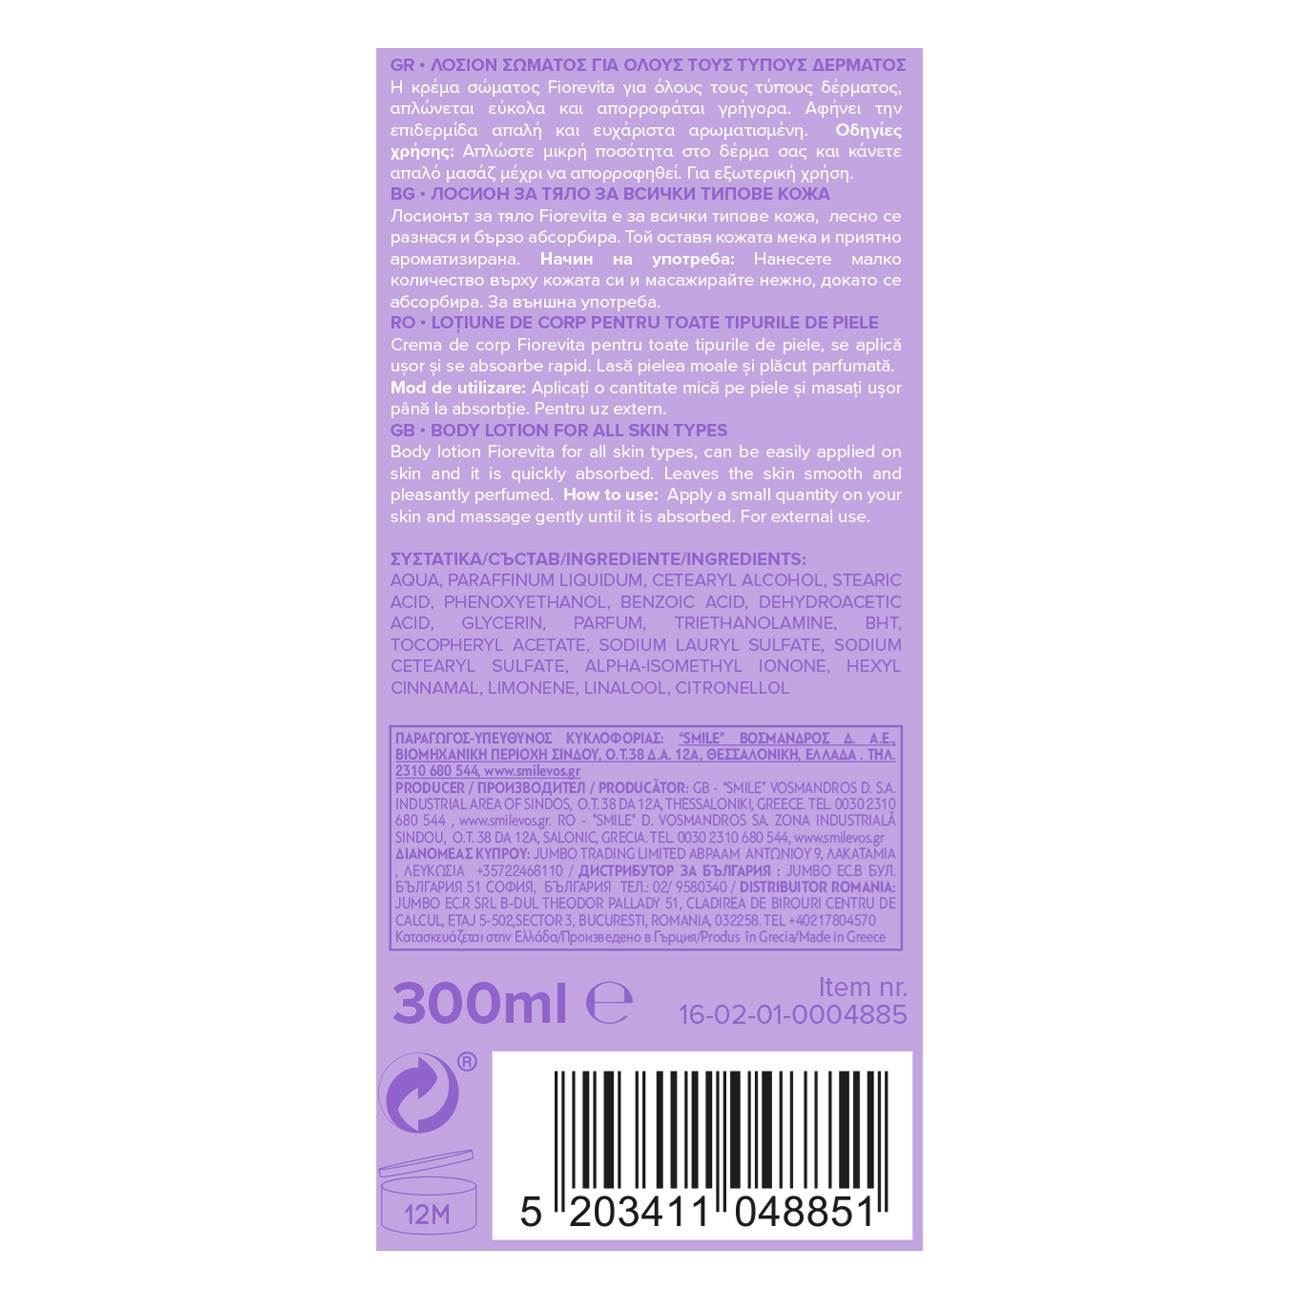 GR • ΛΟΣΙΟΝ ΣΩΜΑΤΟΣ ΓΙΑ ΟΛΟΥΣ ΤΟΥΣ ΤΥΠΟΥΣ ΔΕΡΜΑΤΟΣ
Η κρέμα σώματος Fiorevita για όλους τους τύπους δέρματος,
απλώνεται εύκολα και απορροφάται γρήγορα. Αφήνει την
επιδερμίδα απαλή και ευχάριστα αρωματισμένη. Οδηγίες
χρήσης: Απλώστε μικρή ποσότητα στο δέρμα σας και κάνετε
απαλό μασάζ μέχρι να απορροφηθεί. Για εξωτερική χρήση.
BG • ЛОСИОН ЗА ТЯЛО ЗА ВСИЧКИ ТИПОВЕ КОЖА
Лосионът за тяло Fiorevita е за всички типове кожа, лесно се
разнася и бързо абсорбира. Той оставя кожата мека и приятно
ароматизирана. Начин на употреба: Нанесете малко
количество върху кожата си и масажирайте нежно, докато се
абсорбира. За външна употреба.
RO • LOȚIUNE DE CORP PENTRU TOATE TIPURILE DE PIELE
Crema de corp Fiorevita pentru toate tipurile de piele, se aplică
ușor și se absoarbe rapid. Lasă pielea moale și plăcut parfumată.
Mod de utilizare: Aplicați o cantitate mică pe piele și masați ușor
până la absorbție. Pentru uz extern.
GB • BODY LOTION FOR ALL SKIN TYPES
Body lotion Fiorevita for all skin types, can be easily applied on
skin and it is quickly absorbed. Leaves the skin smooth and
pleasantly perfumed. How to use: Apply a small quantity on your
skin and massage gently until it is absorbed. For external use.
ΣΥΣΤΑΤΙΚΑ/СЪСТАВ/INGREDIENTE/INGREDIENTS:
AQUA, PARAFFINUM LIQUIDUM, CETEARYL ALCOHOL, STEARIC
ACID, PHENOXYETHANOL, BENZOIC ACID, DEHYDROACETIC
ACID, GLYCERIN, PARFUM, TRIETHANOLAMINE, BHT,
TOCOPHERYL ACETATE, SODIUM LAURYL SULFATE, SODIUM
CETEARYL SULFATE, ALPHA-ISOMETHYL IONONE, HEXYL
CINNAMAL, LIMONENE, LINALOOL, CITRONELLOL
ΠΑΡΑΓΩΓΟΣ-ΥΠΕΥΘΥΝΟΣ ΚΥΚΛΟΦΟΡΙΑΣ: “SMILE” ΒΟΣΜΑΝΔΡΟΣ Δ. Α.Ε.,
ΒΙΟΜΗΧΑΝΙΚΗ ΠΕΡΙΟΧΗ ΣΙΝΔΟΥ, Ο.Τ.38 Δ.Α. 12Α, ΘΕΣΣΑΛΟΝΙΚΗ, ΕΛΛΑΔΑ . ΤΗΛ.
2310 680 544, www.smilevos.gr
PRODUCER / ПРОИЗВОДИТЕЛ / PRODUCĂTOR: GB - “SMILE” VOSMANDROS D. S.A.
INDUSTRIAL AREA OF SINDOS, O.T. 38 DA 12A, THESSALONIKI, GREECE. TEL. 0030 2310
680 544 , www.smilevos.gr. RO - “SMILE” D. VOSMANDROS SA. ZONA INDUSTRIALĂ
SINDOU, O.T. 38 DA 12A, SALONIC, GRECIA. TEL. 0030 2310 680 544, www.smilevos.gr
ΔΙΑΝΟΜΕΑΣ ΚΥΠΡΟΥ: JUMBO TRADING LIMITED ΑΒΡΑΑΜ ΑΝΤΩΝΙΟΥ 9, ΛΑΚΑΤΑΜΙΑ
, ΛΕΥΚΩΣΙΑ +35722468110 / ДИСТРИБУТОР ЗА БЪЛГАРИЯ : JUMBO EC.B БУЛ.
БЪЛГАРИЯ 51 СОФИЯ, БЪЛГАРИЯ ТЕЛ.: 02/ 9580340 / DISTRIBUITOR ROMANIA:
JUMBO EC.R SRL B-DUL THEODOR PALLADY 51, CLADIREA DE BIROURI CENTRU DE
CALCUL, ETAJ 5-502,SECTOR 3, BUCURESTI, ROMANIA, 032258. TEL +40217804570
Κατασκευάζεται στην Ελλάδα/Произведено в Гърция/Produs în Grecia/Made in Greece
300ml ℮
Item nr.
16-02-01-0004885
®
12M
5 203411 048851